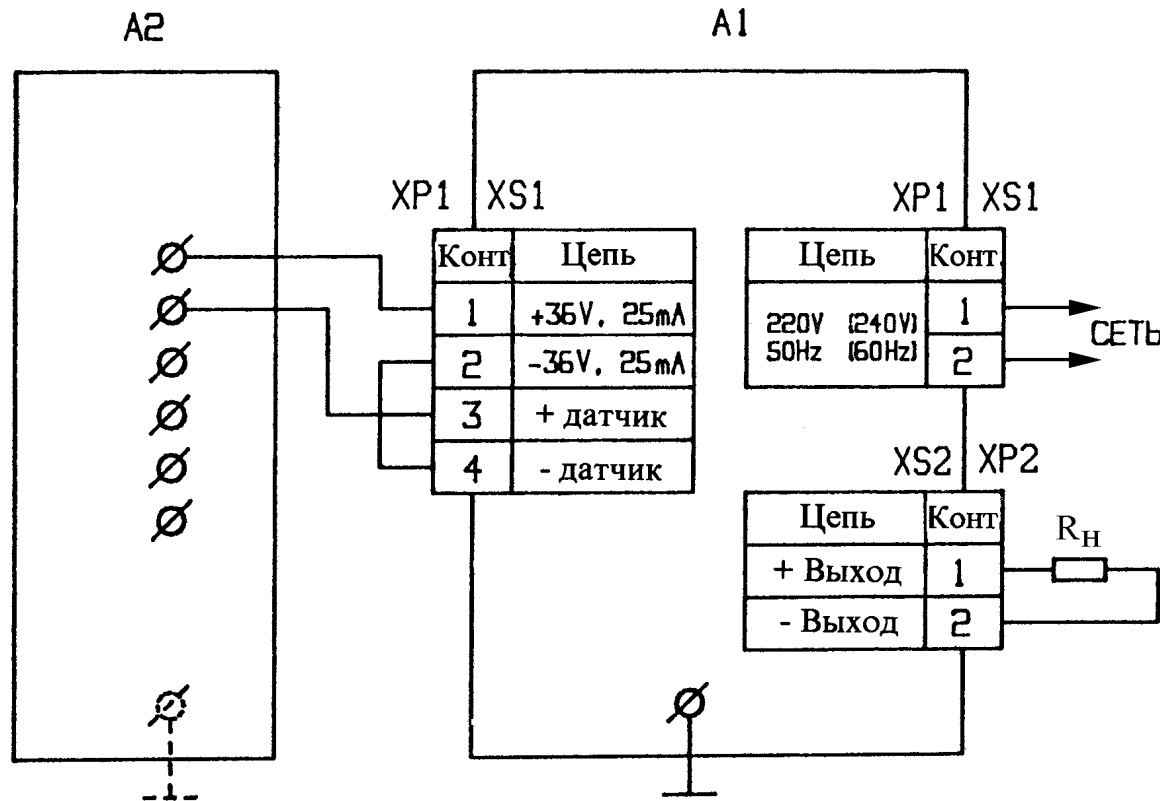 A2
A1
XP1 XS1
Конт Цепь
1 +36V, 25mA
2 -36V, 25mA
3 + датчик
4 - датчик
XP1 XS1
Цепь Конт.
220V (240V) 1
50Hz (60Hz) 2
СЕТЬ
XS2 XP2
Цепь Конт
+ Выход 1
- Выход 2
RН